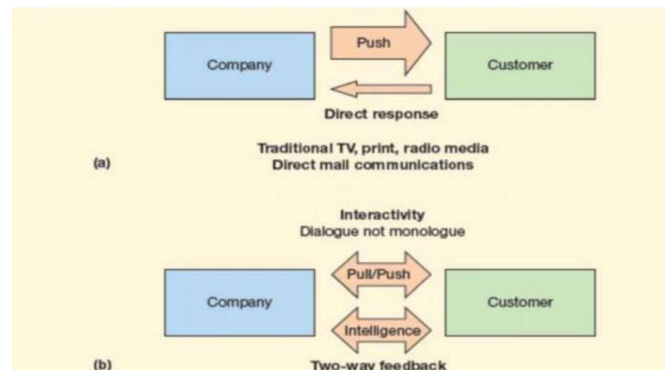 Push
Company
Customer
Direct response
Traditional TV, print, radio media
Direct mail communications
(a)
Interactivity
Dialogue not monologue
Pull/Push
Company
Customer
Intelligence
(b)
Two-way feedback